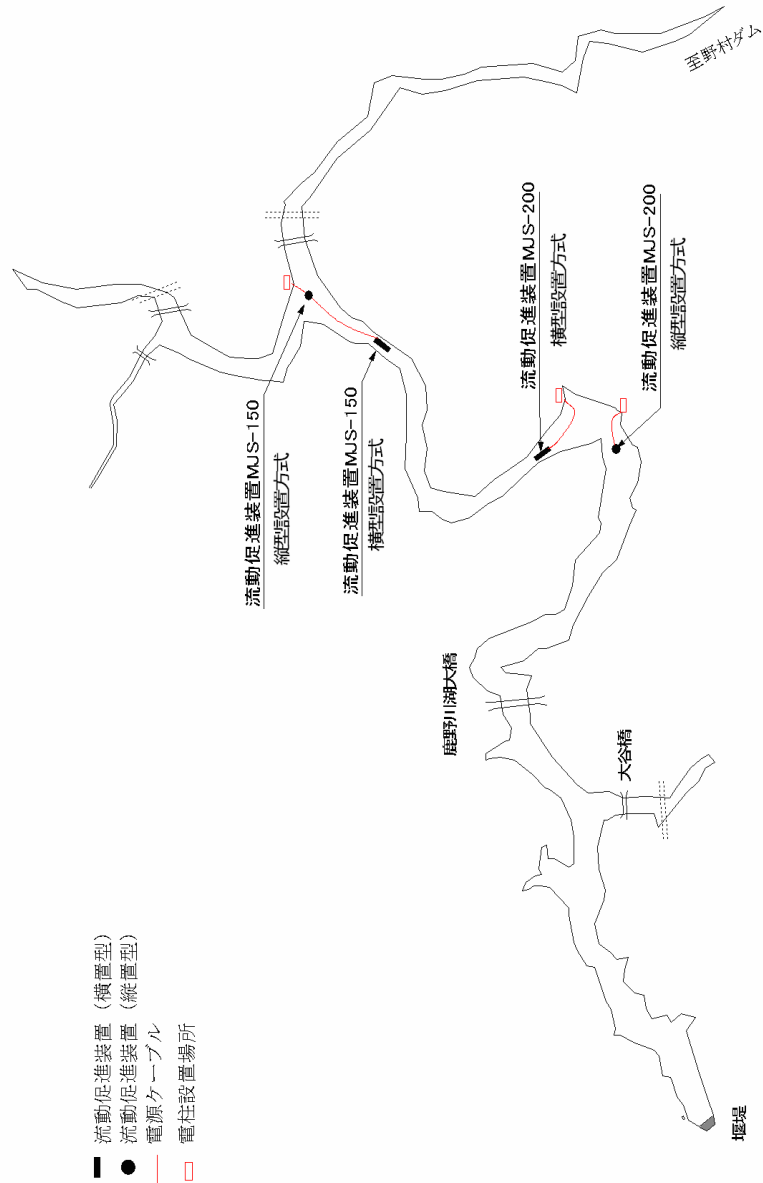 流動促進装置（横置型）
流動促進装置（縦置型）
電源ケーブル
電柱設置場所
至野村ダム
流動促進装置MJS-150
縦型設置方式
流動促進装置MJS-150
横型設置方式
流動促進装置MJS-200
横型設置方式
流動促進装置MJS-200
縦型設置方式
鹿野川湖大橋
大谷橋
堰堤